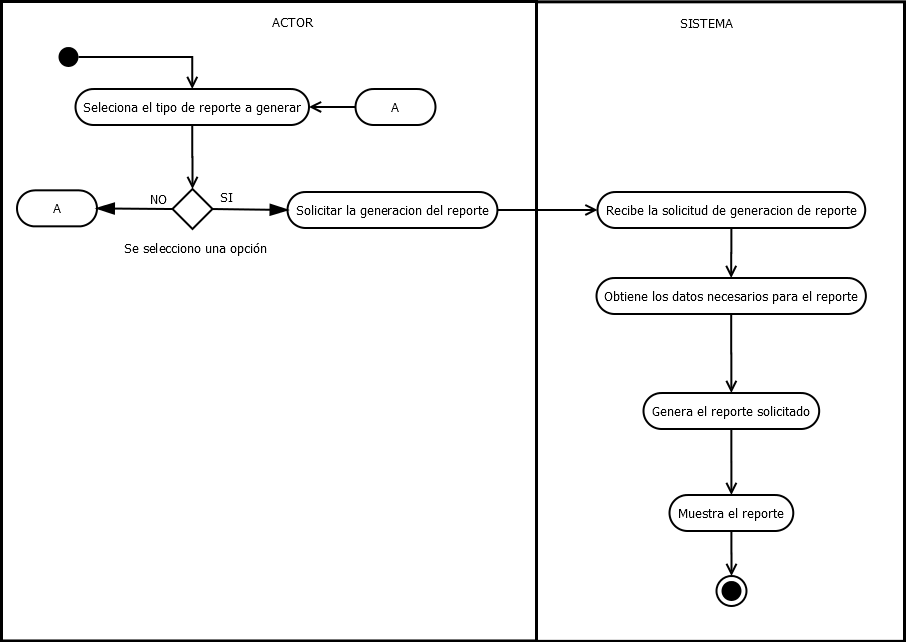 ACTOR
SISTEMA
Seleciona el tipo de reporte a generar
A
A
NO
SI
Solicitar la generacion del reporte
Recibe la solicitud de generacion de reporte
Se selecciono una opción
Obtiene los datos necesarios para el reporte
Genera el reporte solicitado
Muestra el reporte